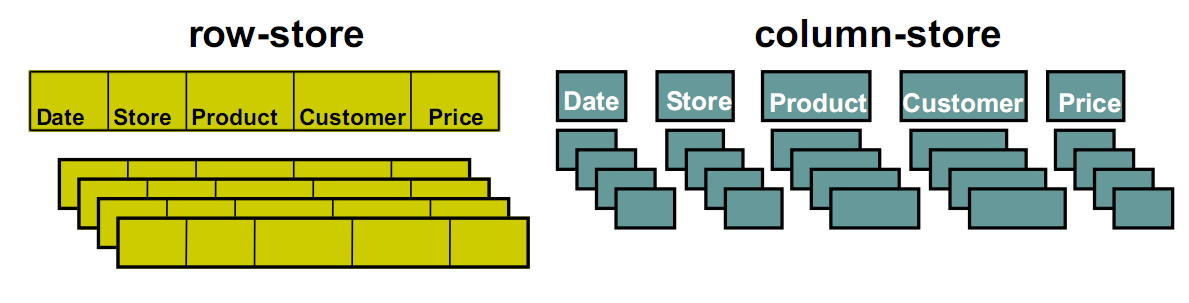 row-store
column-store
Date Store Product Customer Price
Date Store Product Customer Price